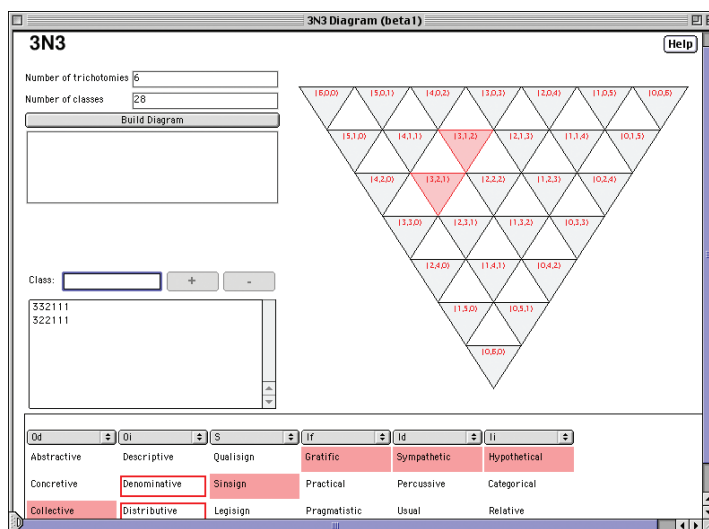 3N3 Diagram (beta1)
3N3
Help
Number of trichotomies 6
Number of classes 28
Build Diagram
(6,0,0) (5,0,1) (4,0,2) (3,0,3) (2,0,4) (1,0,5) (0,0,6)
(5,1,0) (4,1,1) (3,1,2) (2,1,3) (1,1,4) (0,1,5)
(4,2,0) (3,2,1) (2,2,2) (1,2,3) (0,2,4)
(3,3,0) (2,3,1) (1,3,2) (0,3,3)
(2,4,0) (1,4,1) (0,4,2)
(1,5,0) (0,5,1)
(0,6,0)
Class: + -
332111
322111
Od Oi S If Id Ii
Abstractive Descriptive Qualisign Gratific Sympathetic Hypothetical
Concretive Denominative Sinsign Practical Percussive Categorical
Collective Distributive Legisign Pragmatistic Usual Relative